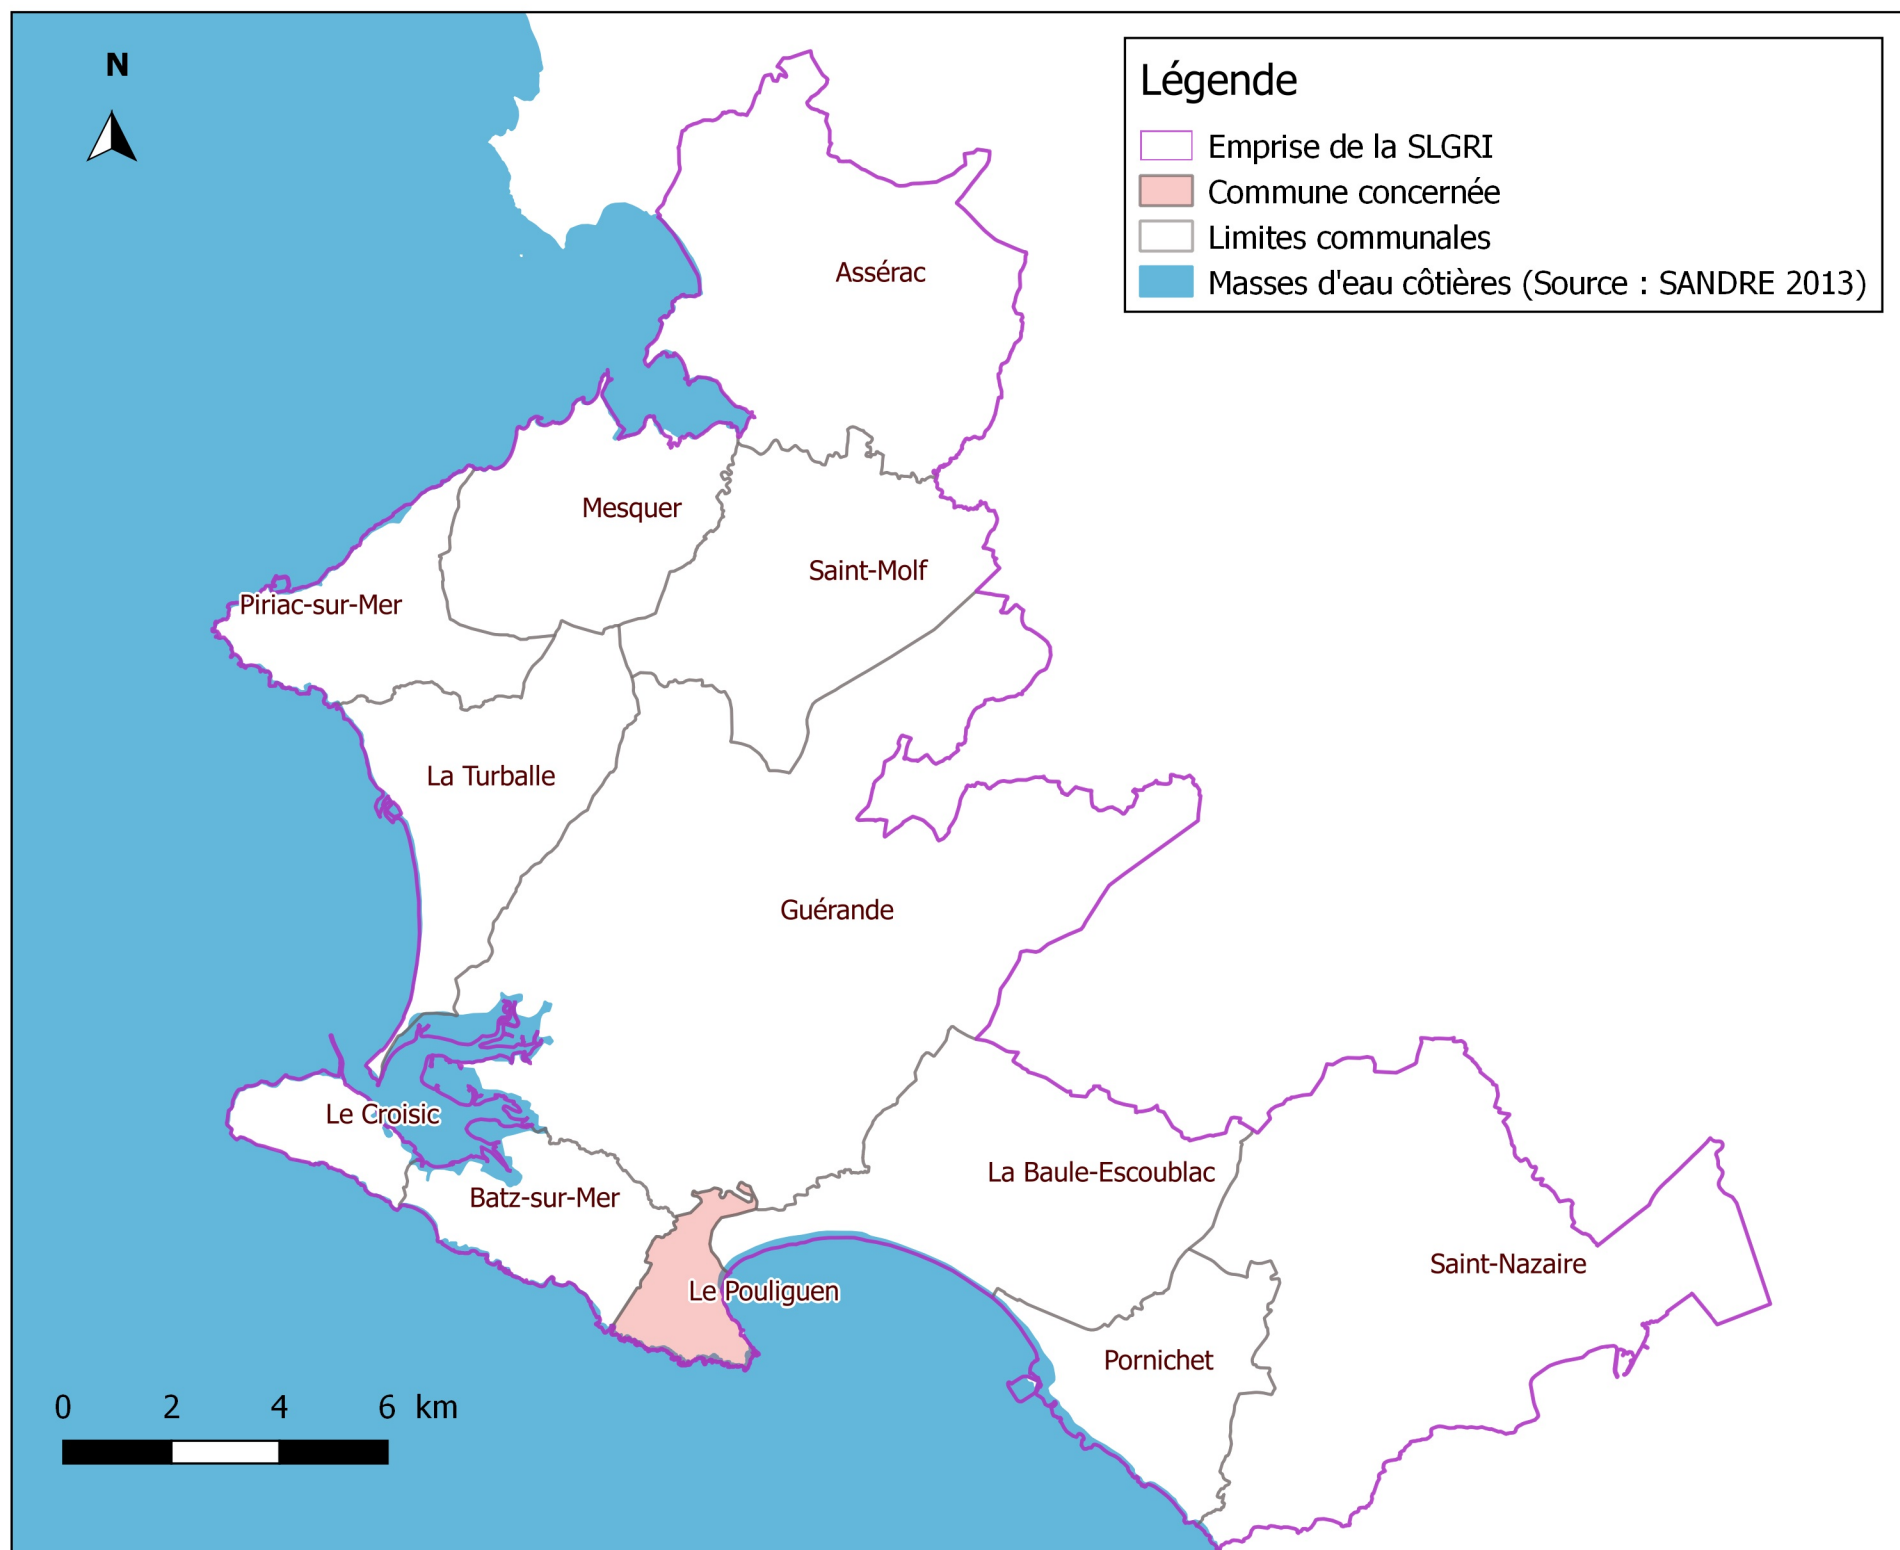 N
Légende
Emprise de la SLGRI
Commune concernée
Limites communales
Masses d'eau côtières (Source : SANDRE 2013)
Assérac
Mesquer
Saint-Molf
Piriac-sur-Mer
La Turballe
Guérande
Le Croisic
La Baule-Escoublac
Batz-sur-Mer
Saint-Nazaire
Le Pouliguen
Pornichet
0 2 4 6 km